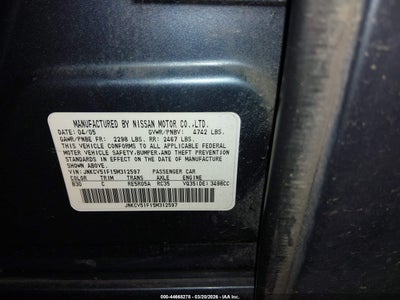 MANUFACTURED BY NISSAN MOTOR CO.,LTD.
DATE: 04/05 GVWR/PNBV: 4742 LBS.
GAWR/PNBE FR: 2298 LBS. RR: 2467 LBS.
THIS VEHICLE CONFORMS TO ALL APPLICABLE FEDERAL
MOTOR VEHICLE SAFETY,BUMPER,AND THEFT PREVENTION
STANDARDS IN EFFECT ON THE DATE OF MANUFACTURE
SHOWN ABOVE.
VIN: JNKCV51F15M312597 PASSENGER CAR
COLOR TRIM TRANS AXLE ENGINE
B30 C RE5R05A RC35 VQ35(DE)3498CC
JNKCV51F15M312597
000-44668278 - 03/20/2026 - IAAI.COM